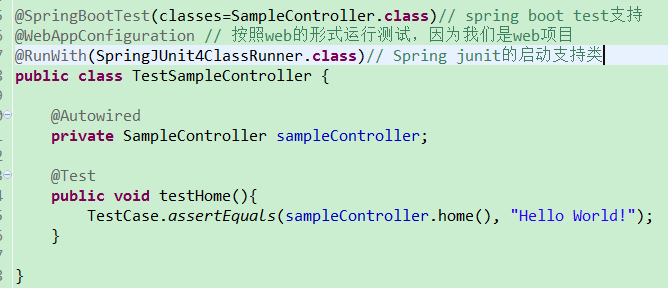 @SpringBootTest(classes=SampleController.class)// spring boot test支持
@WebAppConfiguration // 按照web的形式运行测试，因为我们是web项目
@RunWith(SpringJUnit4ClassRunner.class)// Spring junit的启动支持类
public class TestSampleController {
@Autowired
private SampleController sampleController;
@Test
public void testHome(){
TestCase.assertEquals(sampleController.home(), "Hello World!");
}
}